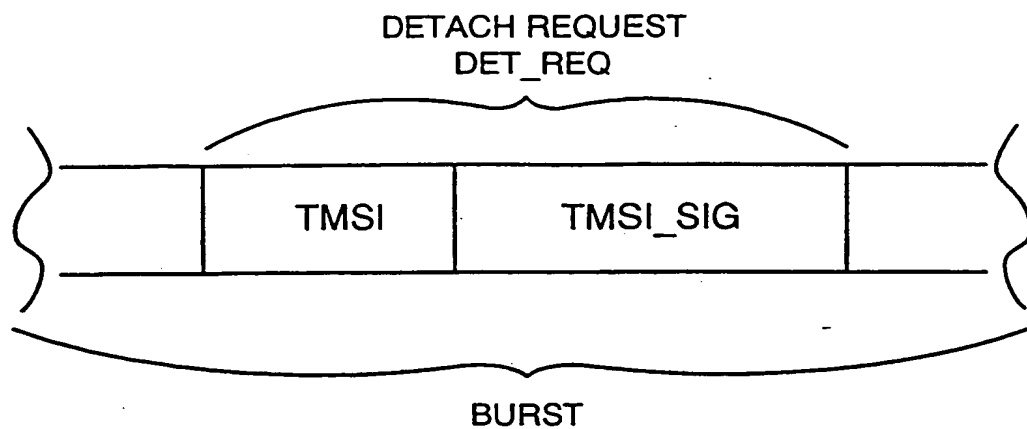 DETACH REQUEST
DET_REQ
TMSI
TMSI_SIG
BURST